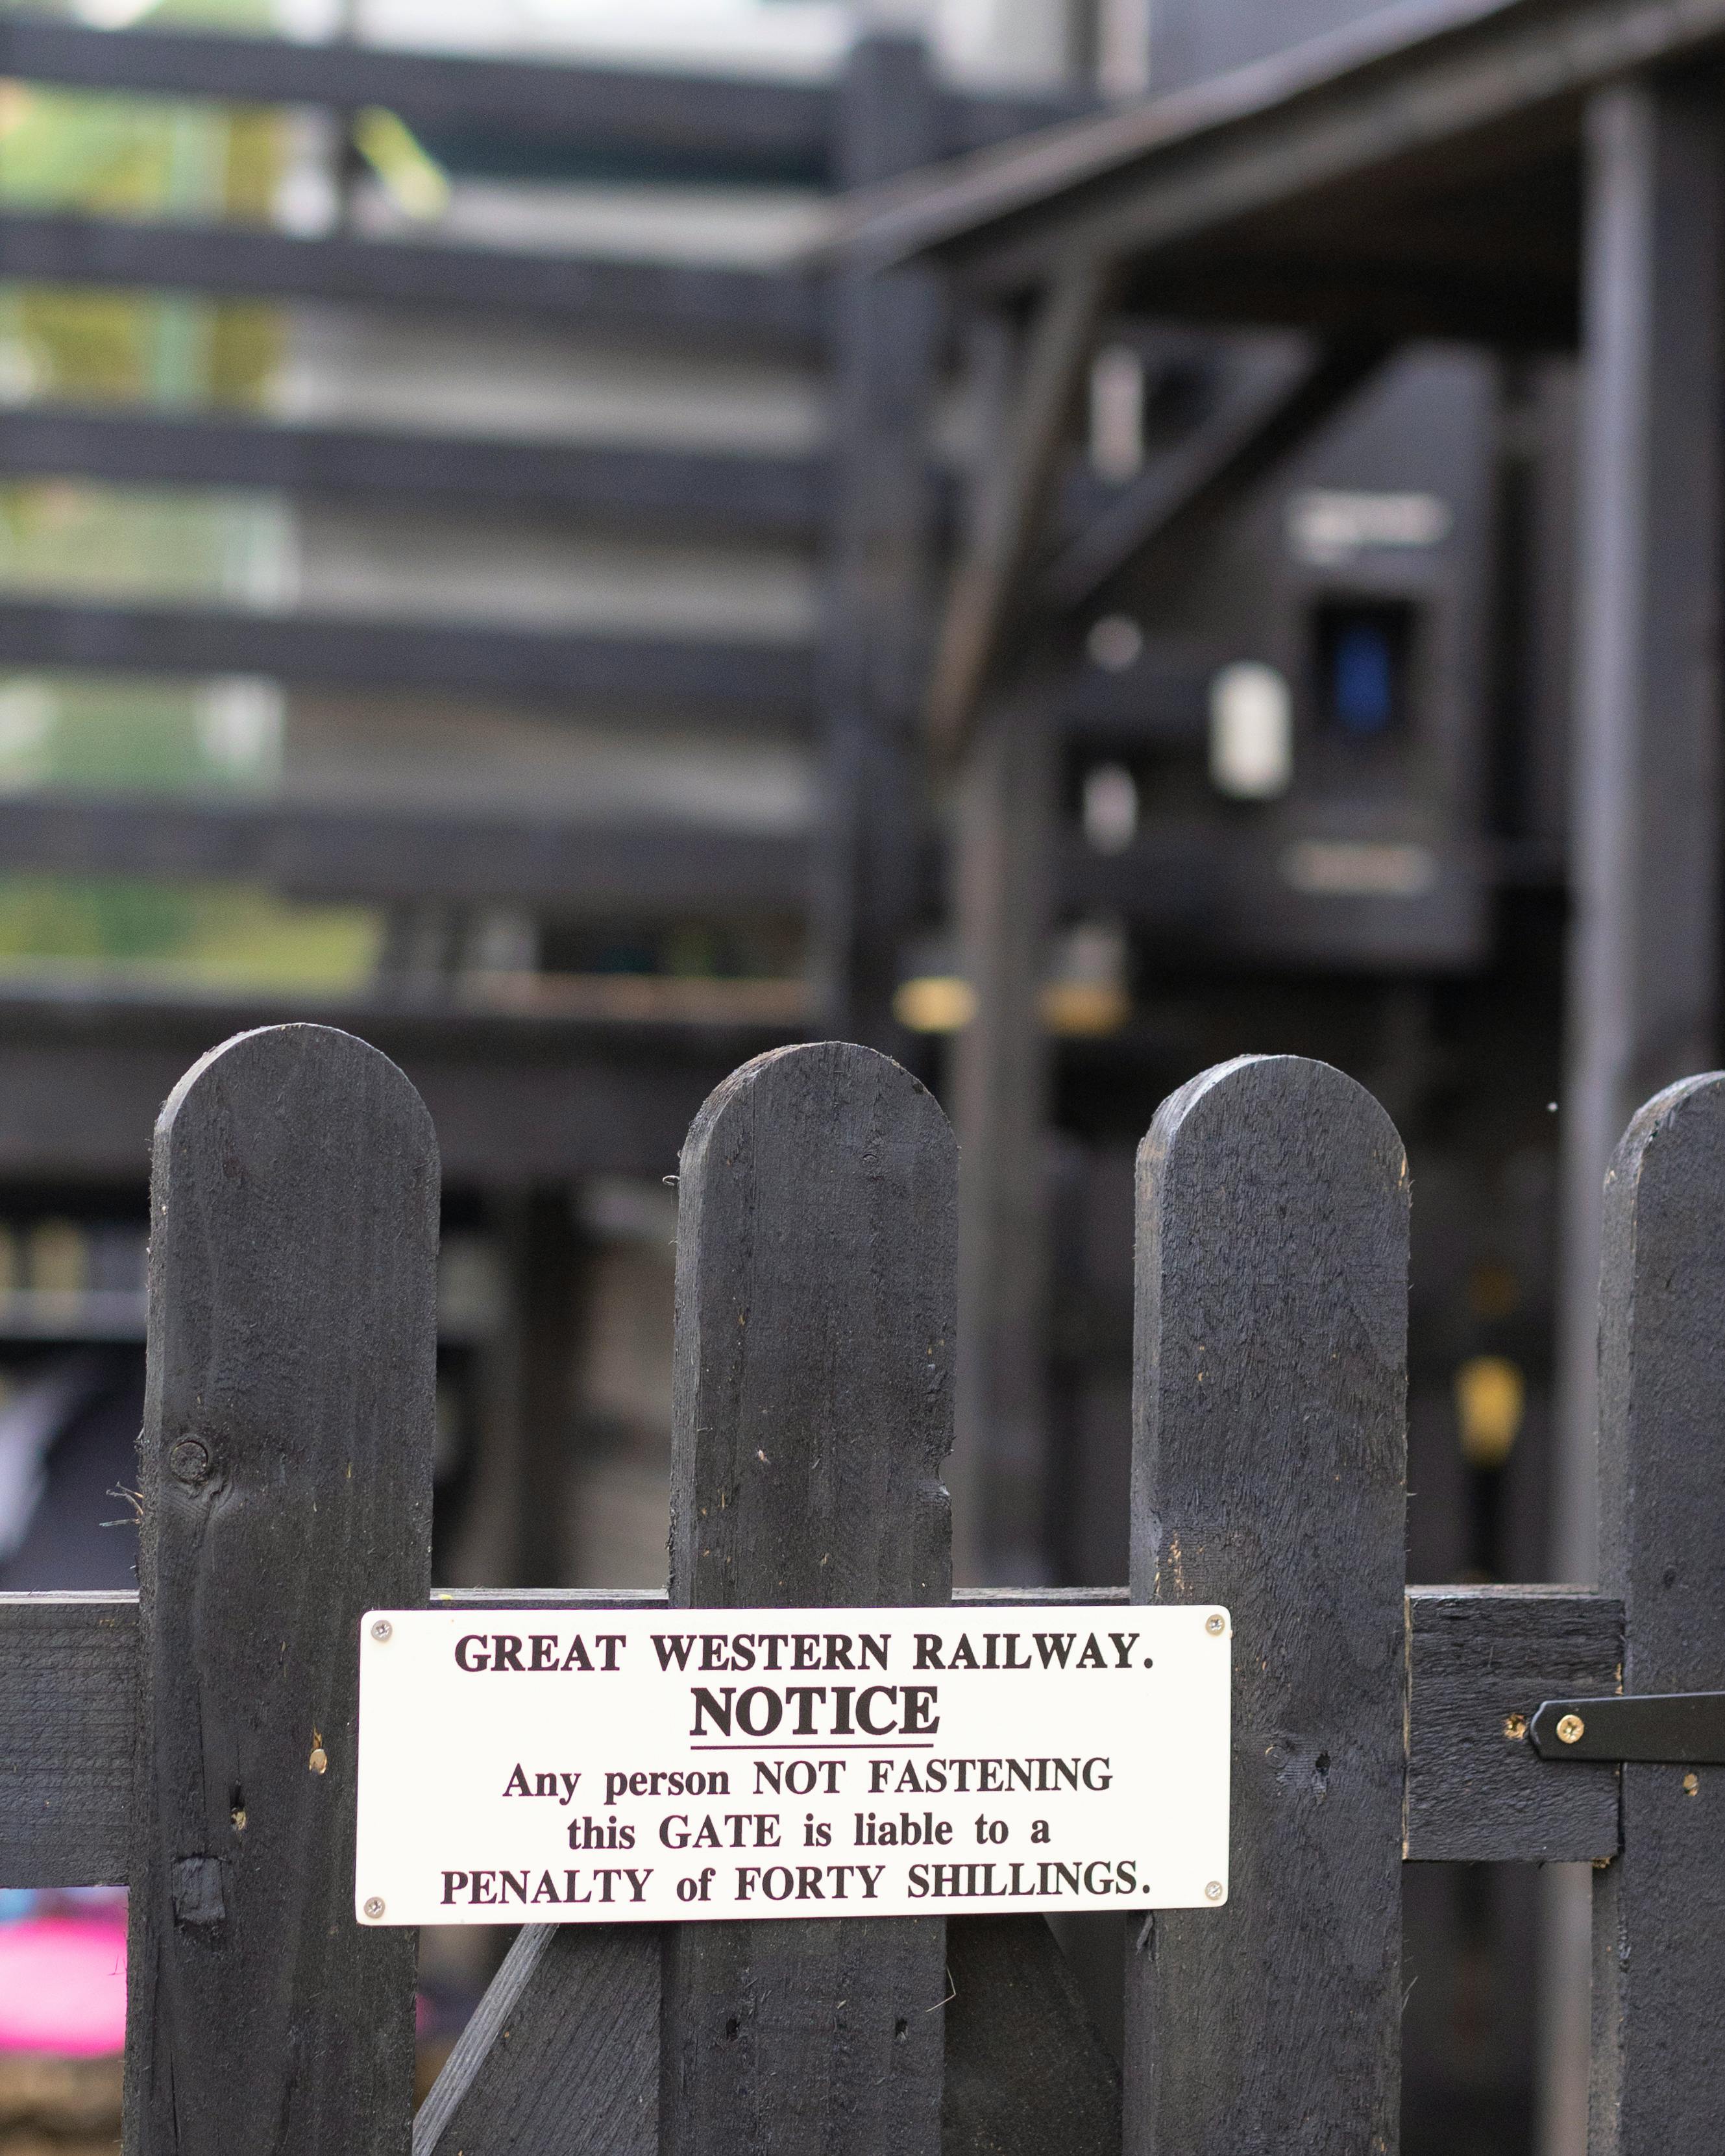 GREAT WESTERN RAILWAY.
NOTICE
Any person NOT FASTENING
this GATE is liable to a
PENALTY of FORTY SHILLINGS.